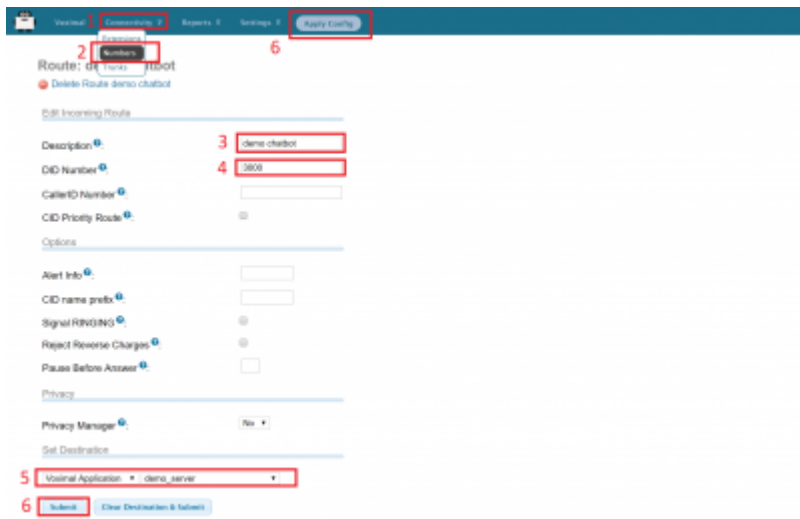 Voximal 1 Connectivity Reports Settings Apply Config
Extensions 6
2 Numbers
Route: demo chatbot
Trunks
Delete Route demo chatbot
Edit Incoming Route
Description : 3 demo chatbot
DID Number : 4 3000
CallerID Number :
CID Priority Route :
Options
Alert Info :
CID name prefix :
Signal RINGING :
Reject Reverse Charges :
Pause Before Answer :
Privacy
Privacy Manager : No
Set Destination
5 Voximal Application demo_server
6 Submit Clear Destination & Submit